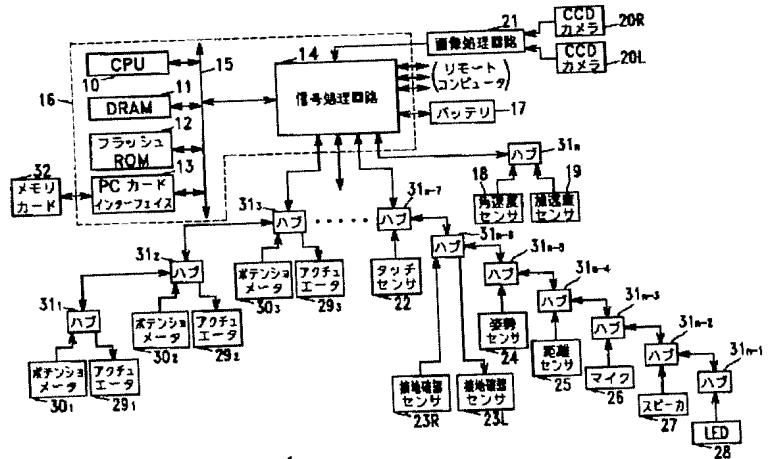 21
画像処理回路
CCD
カメラ
20R
CCD
カメラ
20L
14
15
16
CPU
10
信号処理回路
リモート
コンピュータ
17
バッテリ
11
DRAM
12
フラッシュ
ROM
13
PCカード
インターフェイス
32
メモリ
カード
31n
ハブ
18
角速度
センサ
19
加速度
センサ
313
ハブ
31n-7
ハブ
31n-6
ハブ
31n-5
ハブ
31n-4
ハブ
31n-3
ハブ
31n-2
ハブ
31n-1
ハブ
312
ハブ
311
ハブ
ポテンショ
メータ
303
アクチュ
エータ
293
タッチ
センサ
22
ポテンショ
メータ
302
アクチュ
エータ
292
ポテンショ
メータ
301
アクチュ
エータ
291
姿勢
センサ
24
距離
センサ
25
マイク
26
スピーカ
27
LED
28
接地確認
センサ
23R
接地確認
センサ
23L